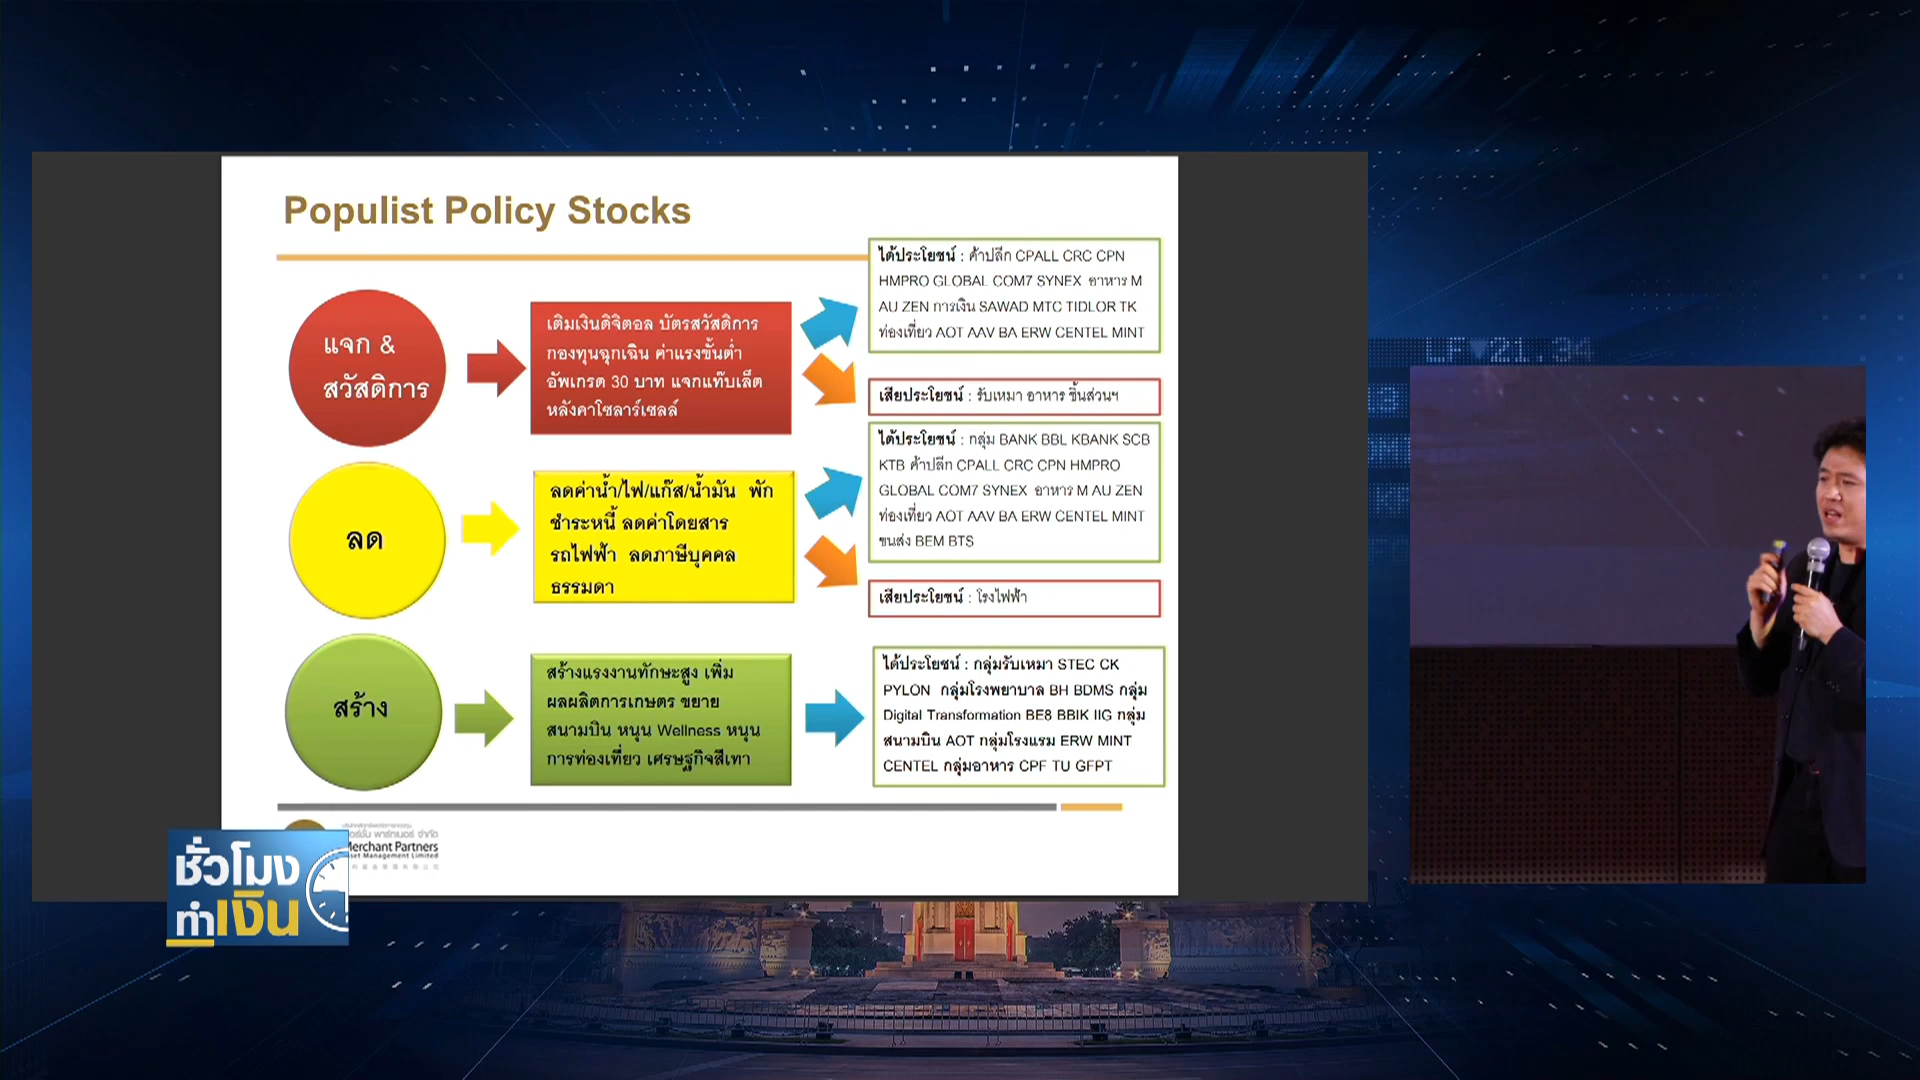 Populist Policy Stocks
แจก &
สวัสดิการ
เติมเงินดิจิตอล บัตรสวัสดิการ
กองทุนฉุกเฉิน ค่าแรงขั้นต่ำ
อัพเกรด 30 บาท แจกแท๊บเล็ต
หลังคาโซลาร์เซลล์
ได้ประโยชน์ : ค้าปลีก CPALL CRC CPN
HMPRO GLOBAL COM7 SYNEX อาหาร M
AU ZEN การเงิน SAWAD MTC TIDLOR TK
ท่องเที่ยว AOT AAV BA ERW CENTEL MINT
เสียประโยชน์ : รับเหมา อาหาร ชิ้นส่วนฯ
ลด
ลดค่าน้ำ/ไฟ/แก๊ส/น้ำมัน พัก
ชำระหนี้ ลดค่าโดยสาร
รถไฟฟ้า ลดภาษีบุคคล
ธรรมดา
ได้ประโยชน์ : กลุ่ม BANK BBL KBANK SCB
KTB ค้าปลีก CPALL CRC CPN HMPRO
GLOBAL COM7 SYNEX อาหาร M AU ZEN
ท่องเที่ยว AOT AAV BA ERW CENTEL MINT
ขนส่ง BEM BTS
เสียประโยชน์ : โรงไฟฟ้า
สร้าง
สร้างแรงงานทักษะสูง เพิ่ม
ผลผลิตการเกษตร ขยาย
สนามบิน หนุน Wellness หนุน
การท่องเที่ยว เศรษฐกิจสีเทา
ได้ประโยชน์ : กลุ่มรับเหมา STEC CK
PYLON กลุ่มโรงพยาบาล BH BDMS กลุ่ม
Digital Transformation BE8 BBIK IIG กลุ่ม
สนามบิน AOT กลุ่มโรงแรม ERW MINT
CENTEL กลุ่มอาหาร CPF TU GFPT
พาร์ทเนอร์ จำกัด
Merchant Partners
set Management Limited
ชั่วโมง
ทำเงิน
21.34